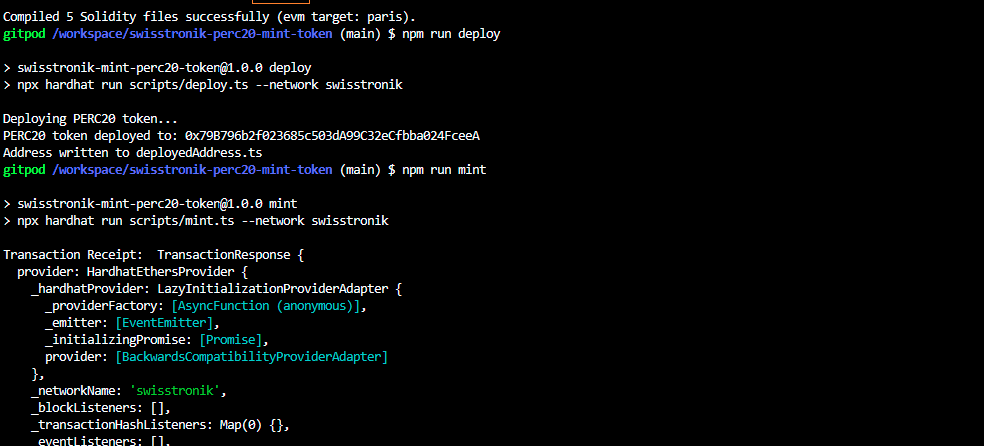 Compiled 5 Solidity files successfully (evm target: paris).
gitpod /workspace/swisstronik-perc20-mint-token (main) $ npm run deploy
> swisstronik-mint-perc20-token@1.0.0 deploy
> npx hardhat run scripts/deploy.ts --network swisstronik
Deploying PERC20 token...
PERC20 token deployed to: 0x79B796b2f023685c503dA99C32eCfbba024FceeA
Address written to deployedAddress.ts
gitpod /workspace/swisstronik-perc20-mint-token (main) $ npm run mint
> swisstronik-mint-perc20-token@1.0.0 mint
> npx hardhat run scripts/mint.ts --network swisstronik
Transaction Receipt:  TransactionResponse {
  provider: HardhatEthersProvider {
    _hardhatProvider: LazyInitializationProviderAdapter {
      _providerFactory: [AsyncFunction (anonymous)],
      _emitter: [EventEmitter],
      _initializingPromise: [Promise],
      provider: [BackwardsCompatibilityProviderAdapter]
    },
    _networkName: 'swisstronik',
    _blockListeners: [],
    _transactionHashListeners: Map(0) {},
    _eventListeners: [],